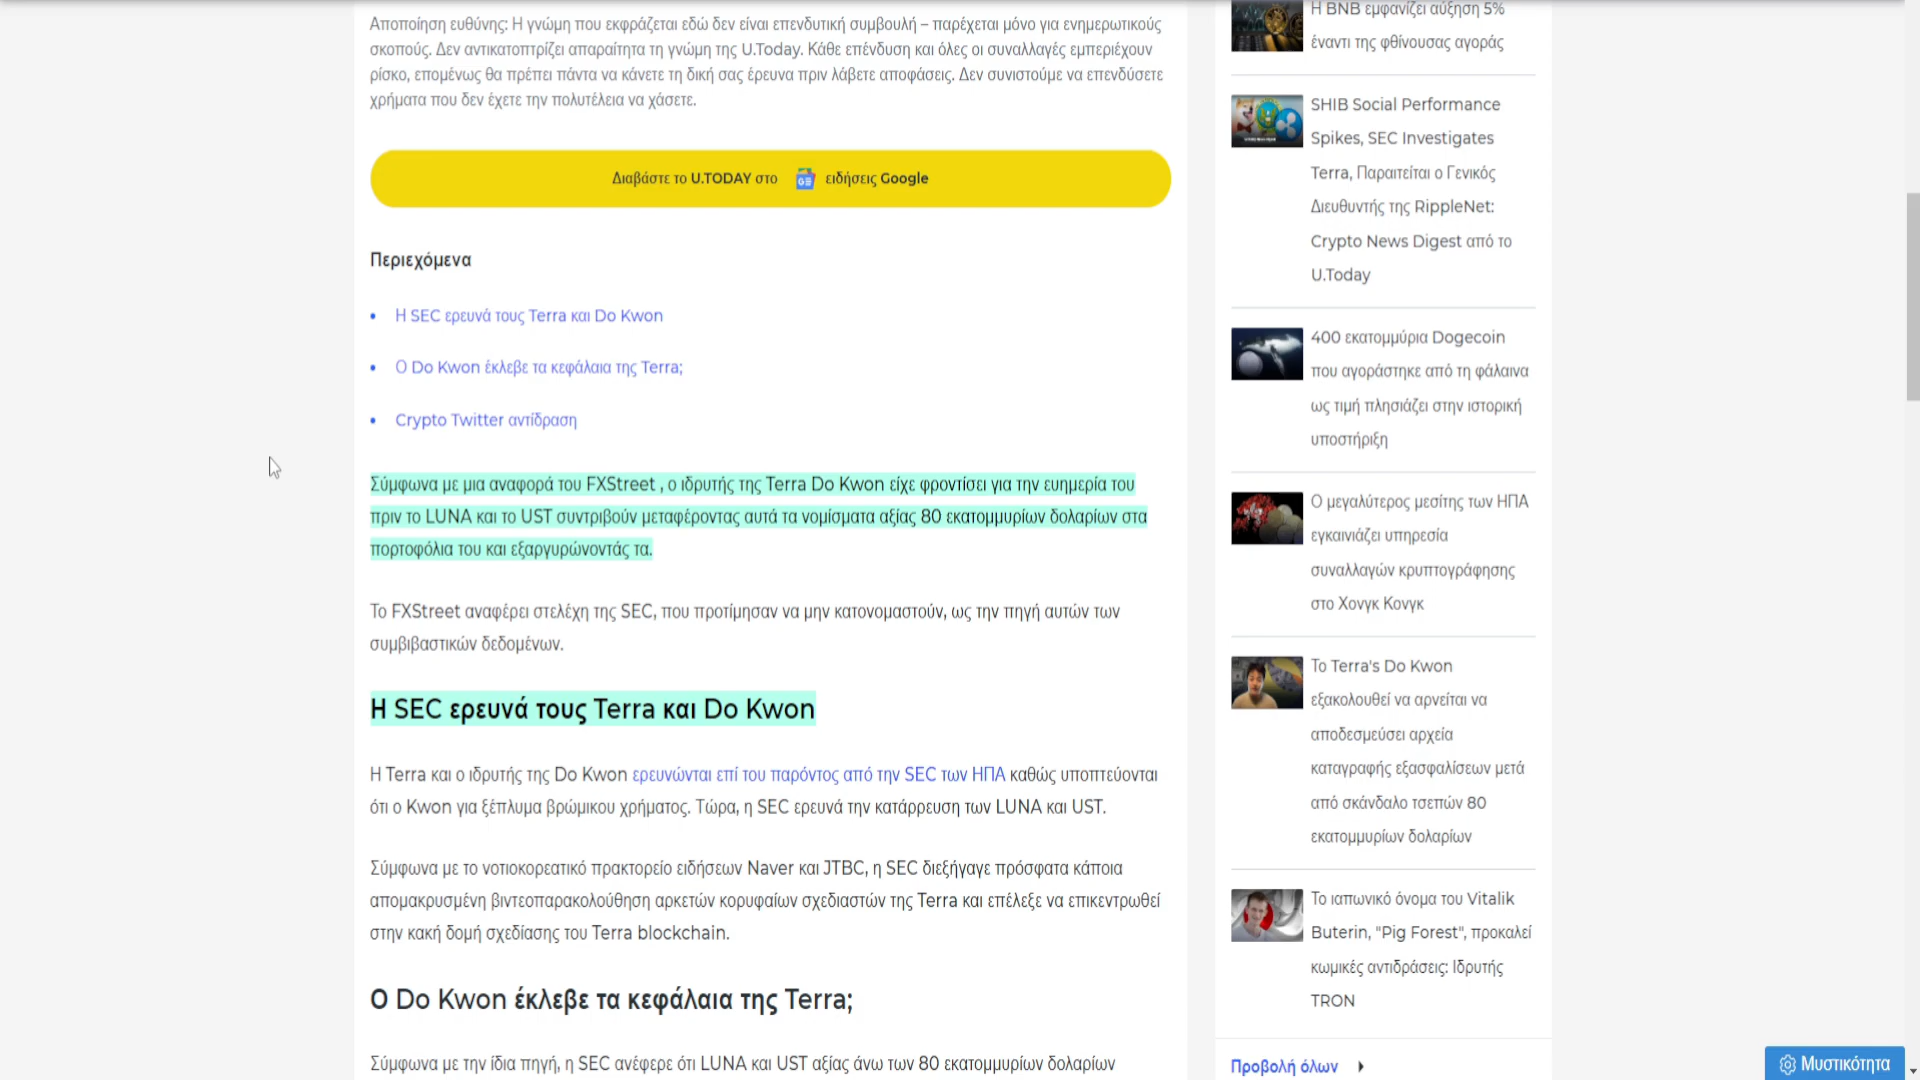 Αποποίηση ευθύνης: Η γνώμη που εκφράζεται εδώ δεν είναι επενδυτική συμβουλή – παρέχεται μόνο για ενημερωτικούς
σκοπούς. Δεν αντικατοπτρίζει απαραίτητα τη γνώμη της U.Today. Κάθε επένδυση και όλες οι συναλλαγές εμπεριέχουν
ρίσκο, επομένως θα πρέπει πάντα να κάνετε τη δική σας έρευνα πριν λάβετε αποφάσεις. Δεν συνιστούμε να επενδύσετε
χρήματα που δεν έχετε την πολυτέλεια να χάσετε.
Διαβάστε το U.TODAY στο ειδήσεις Google
Περιεχόμενα
• Η SEC ερευνά τους Terra και Do Kwon
• Ο Do Kwon έκλεβε τα κεφάλαια της Terra;
• Crypto Twitter αντίδραση
Σύμφωνα με μια αναφορά του FXStreet , ο ιδρυτής της Terra Do Kwon είχε φροντίσει για την ευημερία του
πριν το LUNA και το UST συντριβούν μεταφέροντας αυτά τα νομίσματα αξίας 80 εκατομμυρίων δολαρίων στα
πορτοφόλια του και εξαργυρώνοντάς τα.
Το FXStreet αναφέρει στελέχη της SEC, που προτίμησαν να μην κατονομαστούν, ως την πηγή αυτών των
συμβιβαστικών δεδομένων.
Η SEC ερευνά τους Terra και Do Kwon
Η Terra και ο ιδρυτής της Do Kwon ερευνώνται επί του παρόντος από την SEC των ΗΠΑ καθώς υποπτεύονται
ότι ο Kwon για ξέπλυμα βρώμικου χρήματος. Τώρα, η SEC ερευνά την κατάρρευση των LUNA και UST.
Σύμφωνα με το νοτιοκορεατικό πρακτορείο ειδήσεων Naver και JTBC, η SEC διεξήγαγε πρόσφατα κάποια
απομακρυσμένη βιντεοπαρακολούθηση αρκετών κορυφαίων σχεδιαστών της Terra και επέλεξε να επικεντρωθεί
στην κακή δομή σχεδίασης του Terra blockchain.
Ο Do Kwon έκλεβε τα κεφάλαια της Terra;
Σύμφωνα με την ίδια πηγή, η SEC ανέφερε ότι LUNA και UST αξίας άνω των 80 εκατομμυρίων δολαρίων
Η BNB εμφανίζει αύξηση 5%
έναντι της φθίνουσας αγοράς
SHIB Social Performance
Spikes, SEC Investigates
Terra, Παραιτείται ο Γενικός
Διευθυντής της RippleNet:
Crypto News Digest από το
U.Today
400 εκατομμύρια Dogecoin
που αγοράστηκε από τη φάλαινα
ως τιμή πλησιάζει στην ιστορική
υποστήριξη
Ο μεγαλύτερος μεσίτης των ΗΠΑ
εγκαινιάζει υπηρεσία
συναλλαγών κρυπτογράφησης
στο Χονγκ Κονγκ
Το Terra's Do Kwon
εξακολουθεί να αρνείται να
αποδεσμεύσει αρχεία
καταγραφής εξασφαλίσεων μετά
από σκάνδαλο τσεπών 80
εκατομμυρίων δολαρίων
Το ιαπωνικό όνομα του Vitalik
Buterin, "Pig Forest", προκαλεί
κωμικές αντιδράσεις: Ιδρυτής
TRON
Προβολή όλων
Μυστικότητα